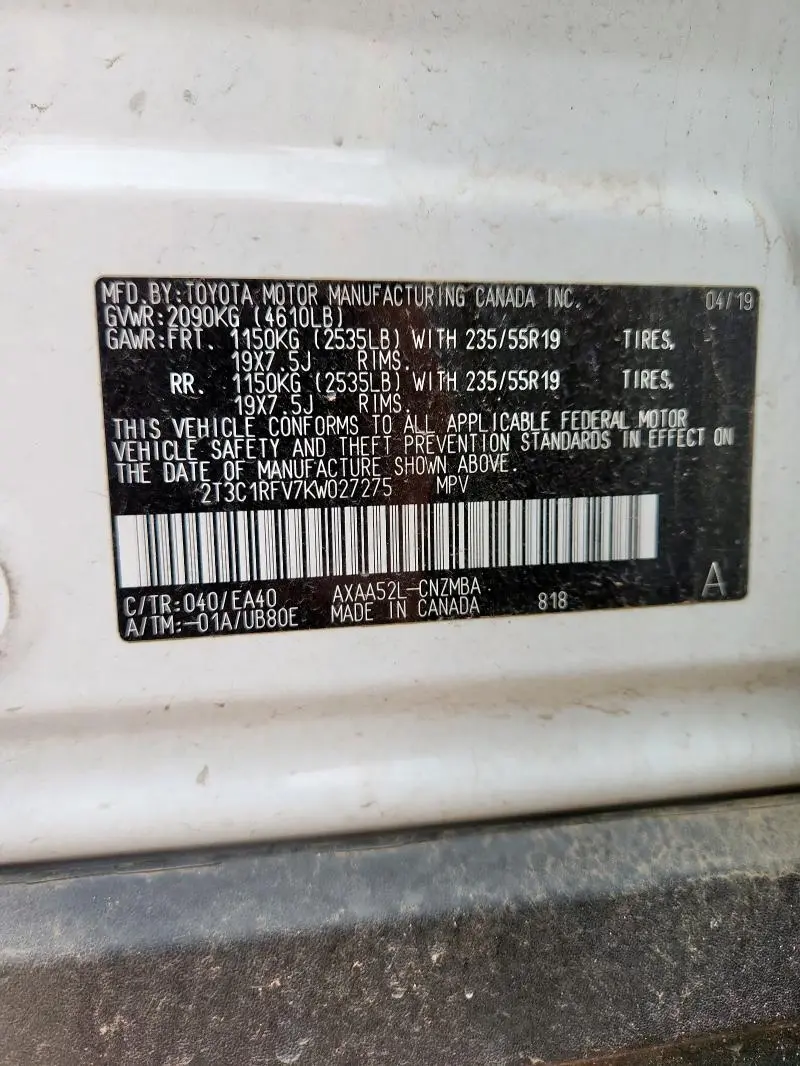 MFD.BY:TOYOTA MOTOR MANUFACTURING CANADA INC. 04/19
GVWR:2090KG (4610LB)
GAWR:FRT. 1150KG (2535LB) WITH 235/55R19 TIRES,
19X7.5J RIMS.
RR. 1150KG (2535LB) WITH 235/55R19 TIRES,
19X7.5J RIMS.
THIS VEHICLE CONFORMS TO ALL APPLICABLE FEDERAL MOTOR
VEHICLE SAFETY AND THEFT PREVENTION STANDARDS IN EFFECT ON
THE DATE OF MANUFACTURE SHOWN ABOVE.
2T3C1RFV7KW027275 MPV
C/TR:040/EA40 AXAA52L-CNZMBA
A/TM:-01A/UB80E MADE IN CANADA 818 A